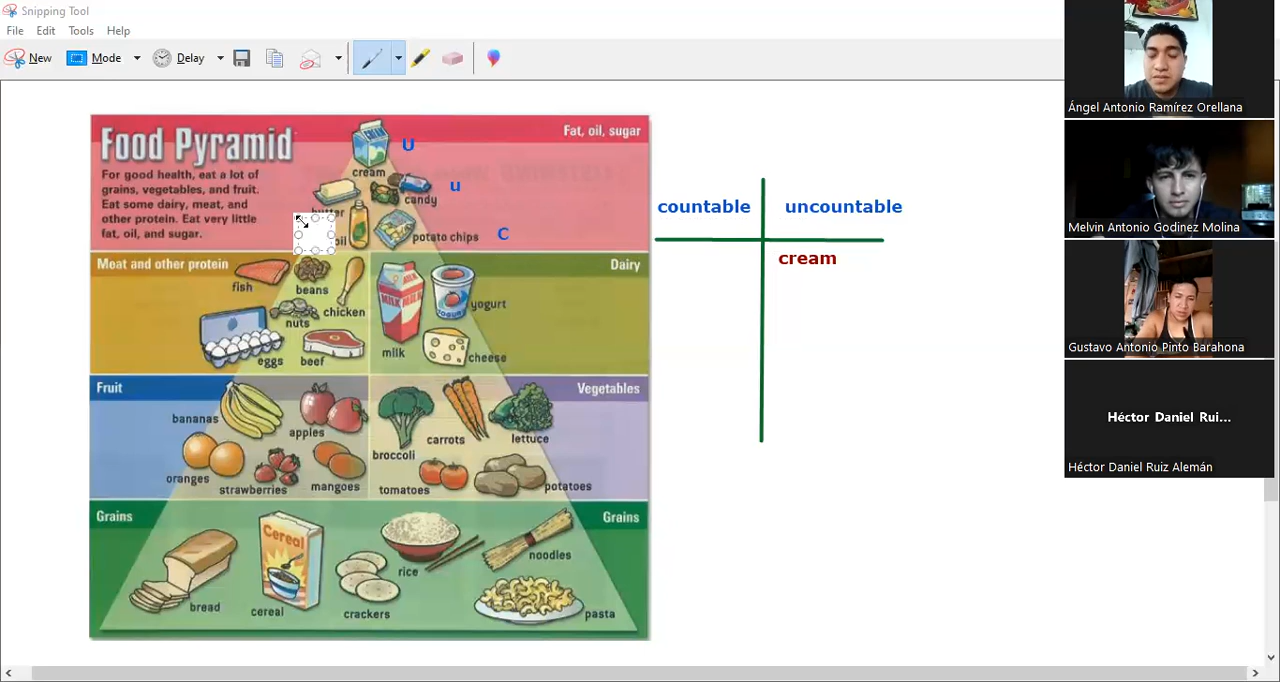 Snipping Tool
File Edit Tools Help
New Mode Delay
Food Pyramid
Fat, oil, sugar
For good health, eat a lot of
grains, vegetables, and fruit.
Eat some dairy, meat, and
other protein. Eat very little
fat, oil, and sugar.
CREAM
cream
U
candy
u
oil
potato chips
C
Meat and other protein
Dairy
fish
beans
chicken
nuts
eggs
beef
MILK
milk
YOGURT
yogurt
cheese
Fruit
Vegetables
bananas
apples
oranges
strawberries
mangoes
broccoli
carrots
lettuce
tomatoes
potatoes
Grains
Grains
bread
Cereal
cereal
crackers
rice
noodles
pasta
countable uncountable
cream
Ángel Antonio Ramírez Orellana
Melvin Antonio Godinez Molina
Gustavo Antonio Pinto Barahona
Héctor Daniel Rui...
Héctor Daniel Ruiz Alemán